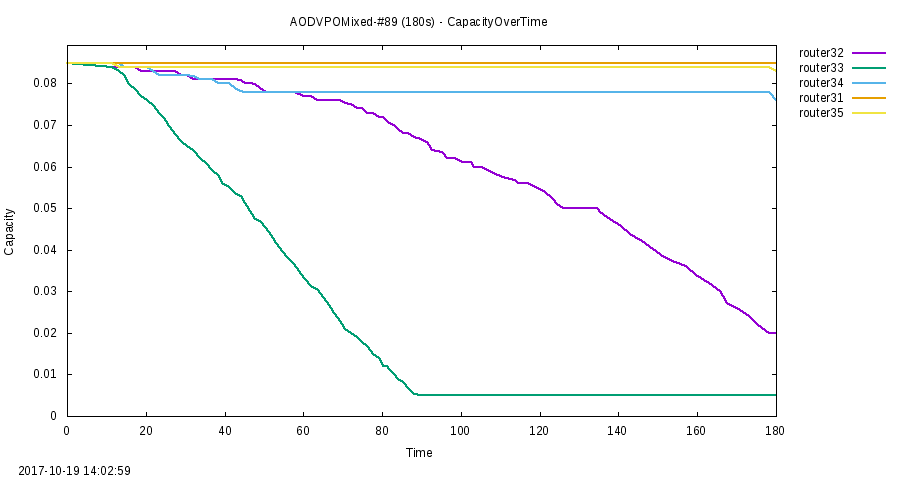 AODVPOMixed-#89 (180s) - CapacityOverTime
router32
router33
router34
router31
router35
0.08
0.07
0.06
0.05
0.04
0.03
0.02
0.01
0
Capacity
0 20 40 60 80 100 120 140 160 180
Time
2017-10-19 14:02:59